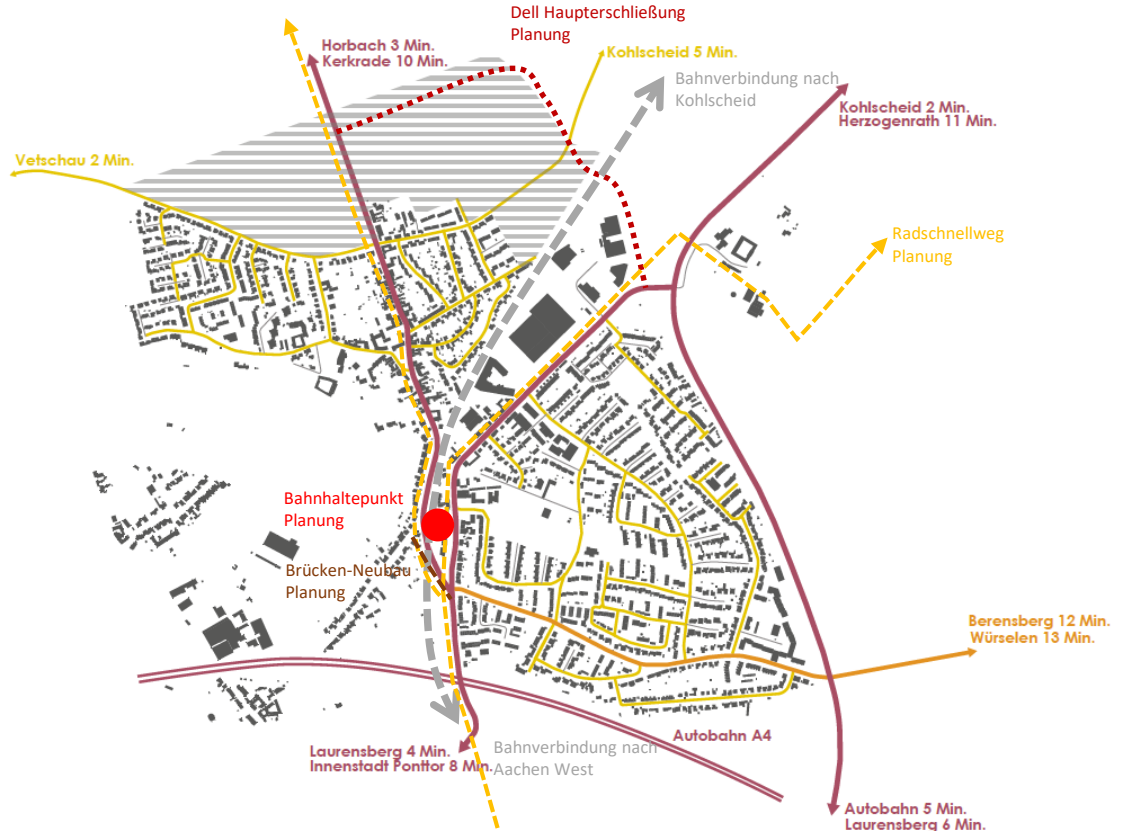 Dell Haupterschließung
Planung
Horbach 3 Min.
Kerkrade 10 Min.
Kohlscheid 5 Min.
Bahnverbindung nach
Kohlscheid
Kohlscheid 2 Min.
Herzogenrath 11 Min.
Vetschau 2 Min.
Radschnellweg
Planung
Bahnhaltepunkt
Planung
Brücken-Neubau
Planung
Berensberg 12 Min.
Würselen 13 Min.
Autobahn A4
Laurensberg 4 Min.
Innenstadt Ponttor 8 Min.
Bahnverbindung nach
Aachen West
Autobahn 5 Min.
Laurensberg 6 Min.